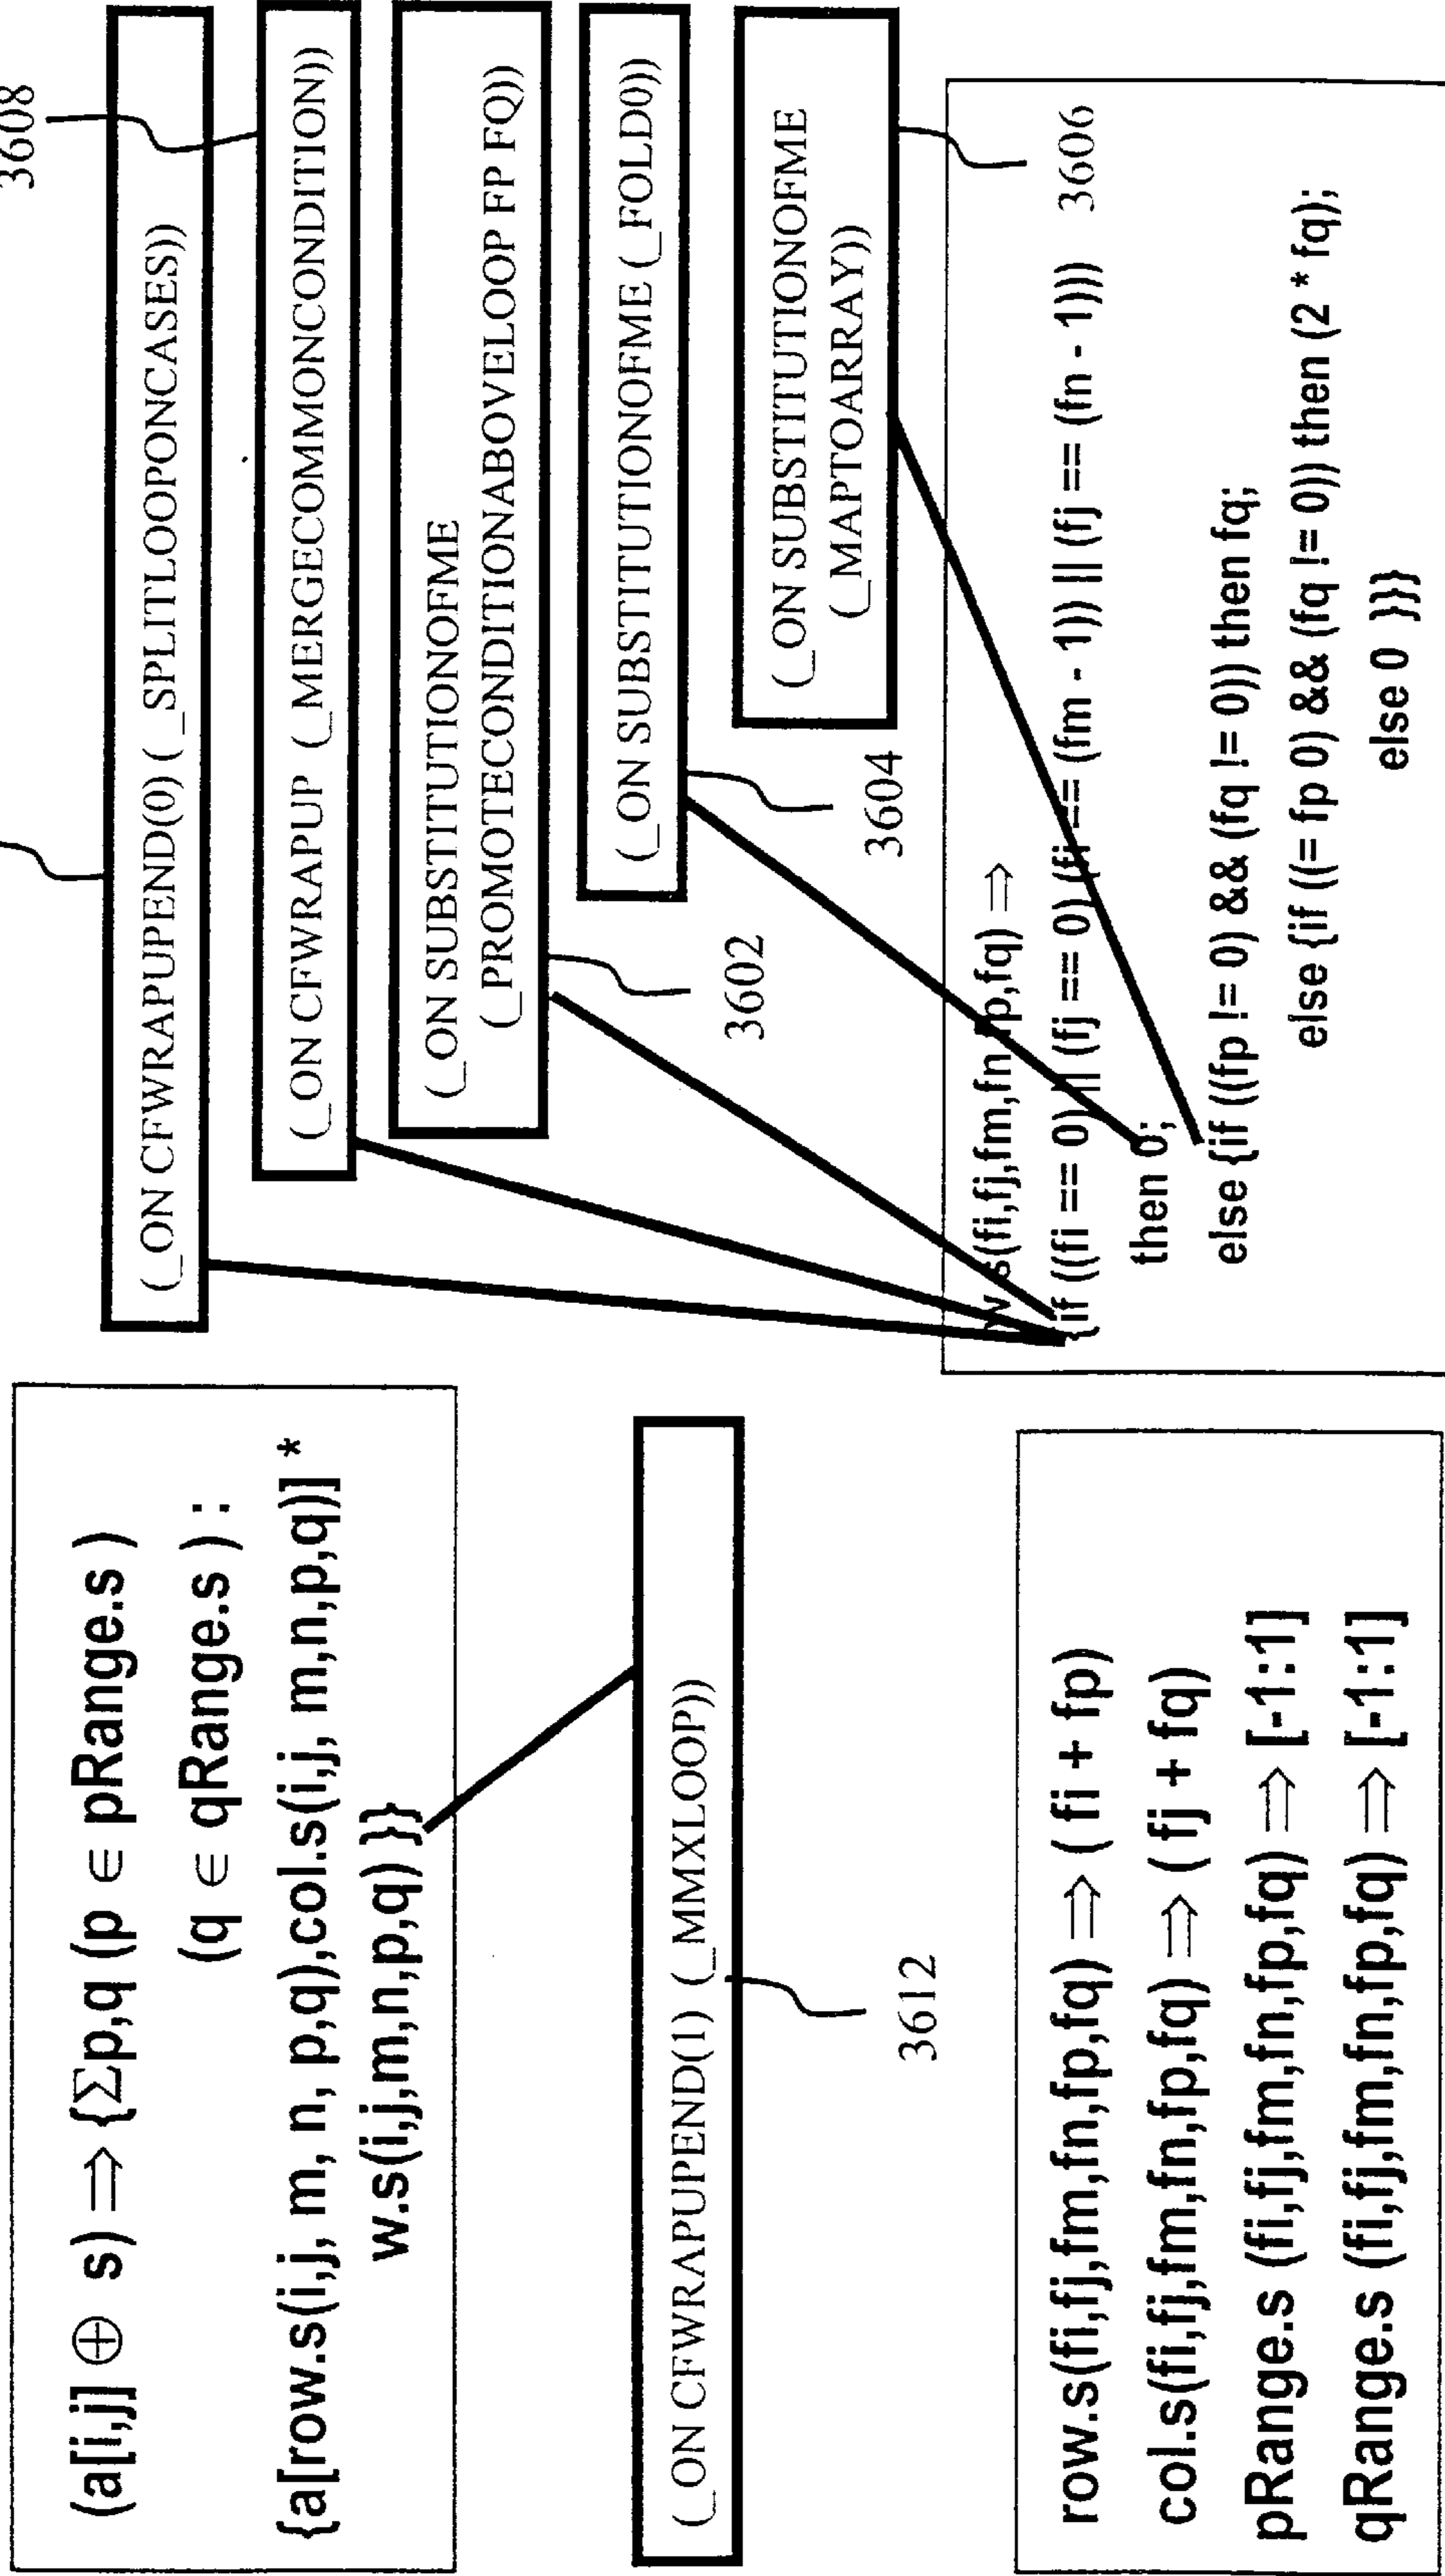 (a[i,j] ⊕ s) ⇒ {Σp,q (p ∈ pRange.s )
(q ∈ qRange.s ) :
{a[row.s(i,j, m, n, p,q),col.s(i,j, m,n,p,q)] *
w.s(i,j,m,n,p,q) }}
(_ON CFWRAPUPEND(1) (_MMXLOOP))
3612
row.s(fi,fj,fm,fn,fp,fq) ⇒ ( fi + fp)
col.s(fi,fj,fm,fn,fp,fq) ⇒ ( fj + fq)
pRange.s (fi,fj,fm,fn,fp,fq) ⇒ [-1:1]
qRange.s (fi,fj,fm,fn,fp,fq) ⇒ [-1:1]
3608
(_ON CFWRAPUPEND(0) (_SPLITLOOPONCASES))
(_ON CFWRAPUP (_MERGECOMMONCONDITION))
(_ON SUBSTITUTIONOFME
(_PROMOTECONDITIONABOVELOOP FP FQ))
3602
(_ON SUBSTITUTIONOFME (_FOLD0))
3604
(_ON SUBSTITUTIONOFME
(_MAPTOARRAY))
3606
w.s(fi,fj,fm,fn,fp,fq) ⇒
{if ((fi == 0) || (fj == 0) (fi == (fm - 1)) || (fj == (fn - 1))))
then 0;
else {if ((fp != 0) && (fq != 0)) then fq;
else {if ((= fp 0) && (fq != 0)) then (2 * fq);
else 0 }}}